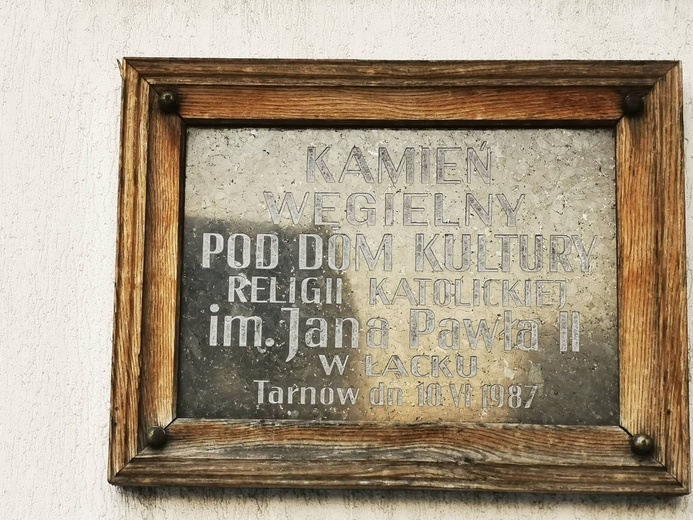 KAMIEŃ
WĘGIELNY
POD DOM KULTURY
RELIGII KATOLICKIEJ
im. Jana Pawła II
W ŁĄCKU
Tarnów dn. 10.VI.1987